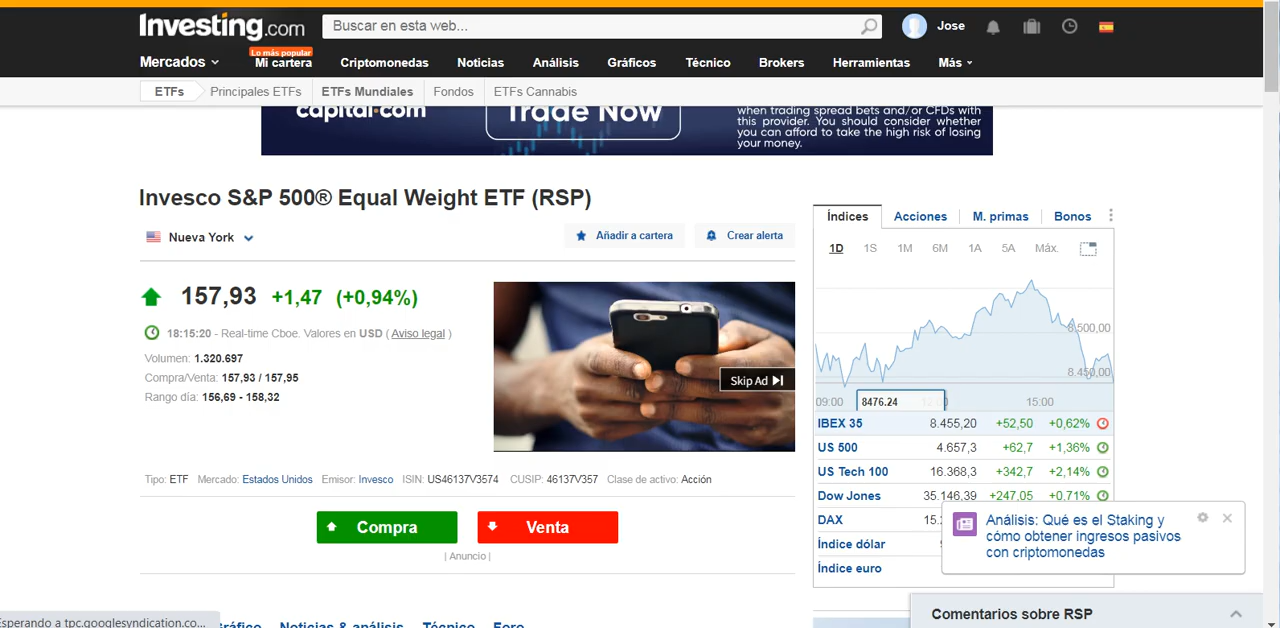 Investing.com
Buscar en esta web...
Jose
Lo más popular
Mercados Mi cartera Criptomonedas Noticias Análisis Gráficos Técnico Brokers Herramientas Más
ETFs Principales ETFs ETFs Mundiales Fondos ETFs Cannabis
capital.com
Trade Now
when trading spread bets and/or CFDs with
this provider. You should consider whether
you can afford to take the high risk of losing
your money.
Invesco S&P 500® Equal Weight ETF (RSP)
Nueva York
Añadir a cartera
Crear alerta
157,93 +1,47 (+0,94%)
18:15:20 - Real-time Cboe. Valores en USD ( Aviso legal )
Volumen: 1.320.697
Compra/Venta: 157,93 / 157,95
Rango día: 156,69 - 158,32
Skip Ad
Tipo: ETF Mercado: Estados Unidos Emisor: Invesco ISIN: US46137V3574 CUSIP: 46137V357 Clase de activo: Acción
Compra
Venta
| Anuncio |
Índices Acciones M. primas Bonos
1D 1S 1M 6M 1A 5A Máx.
8.500,00
8.450,00
09:00 8476.24 15:00
IBEX 35 8.455,20 +52,50 +0,62%
US 500 4.657,3 +62,7 +1,36%
US Tech 100 16.368,3 +342,7 +2,14%
Dow Jones 35.146,39 +247,05 +0,71%
DAX
Índice dólar
Índice euro
Análisis: Qué es el Staking y
cómo obtener ingresos pasivos
con criptomonedas
Comentarios sobre RSP
Esperando a tpc.googlesyndication.co...
Noticias & análisis Técnico Foro